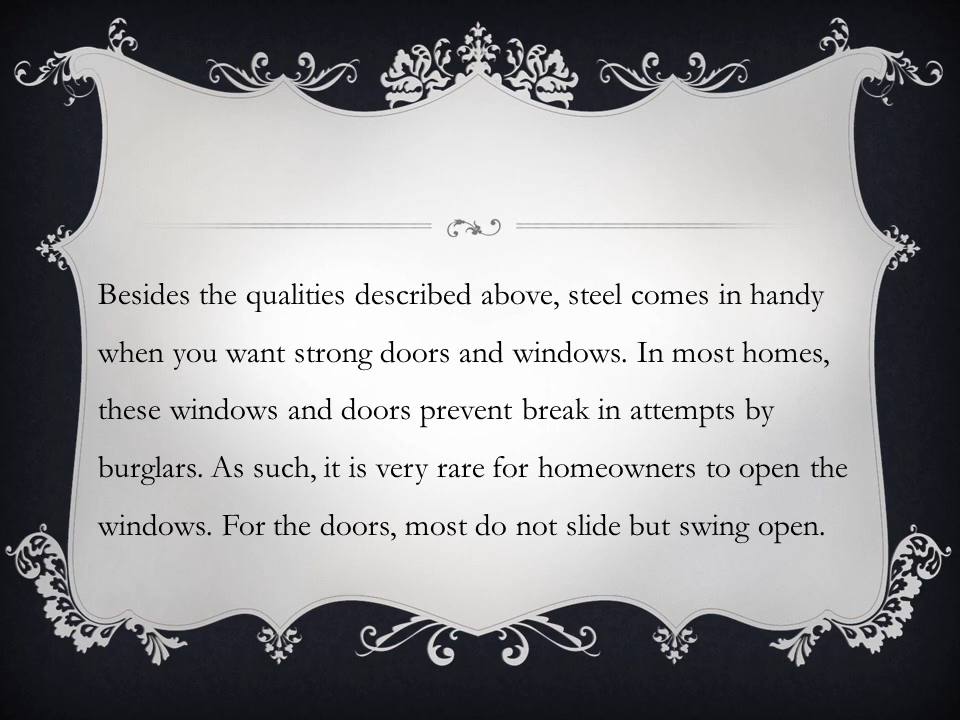 Besides the qualities described above, steel comes in handy
when you want strong doors and windows. In most homes,
these windows and doors prevent break in attempts by
burglars. As such, it is very rare for homeowners to open the
windows. For the doors, most do not slide but swing open.